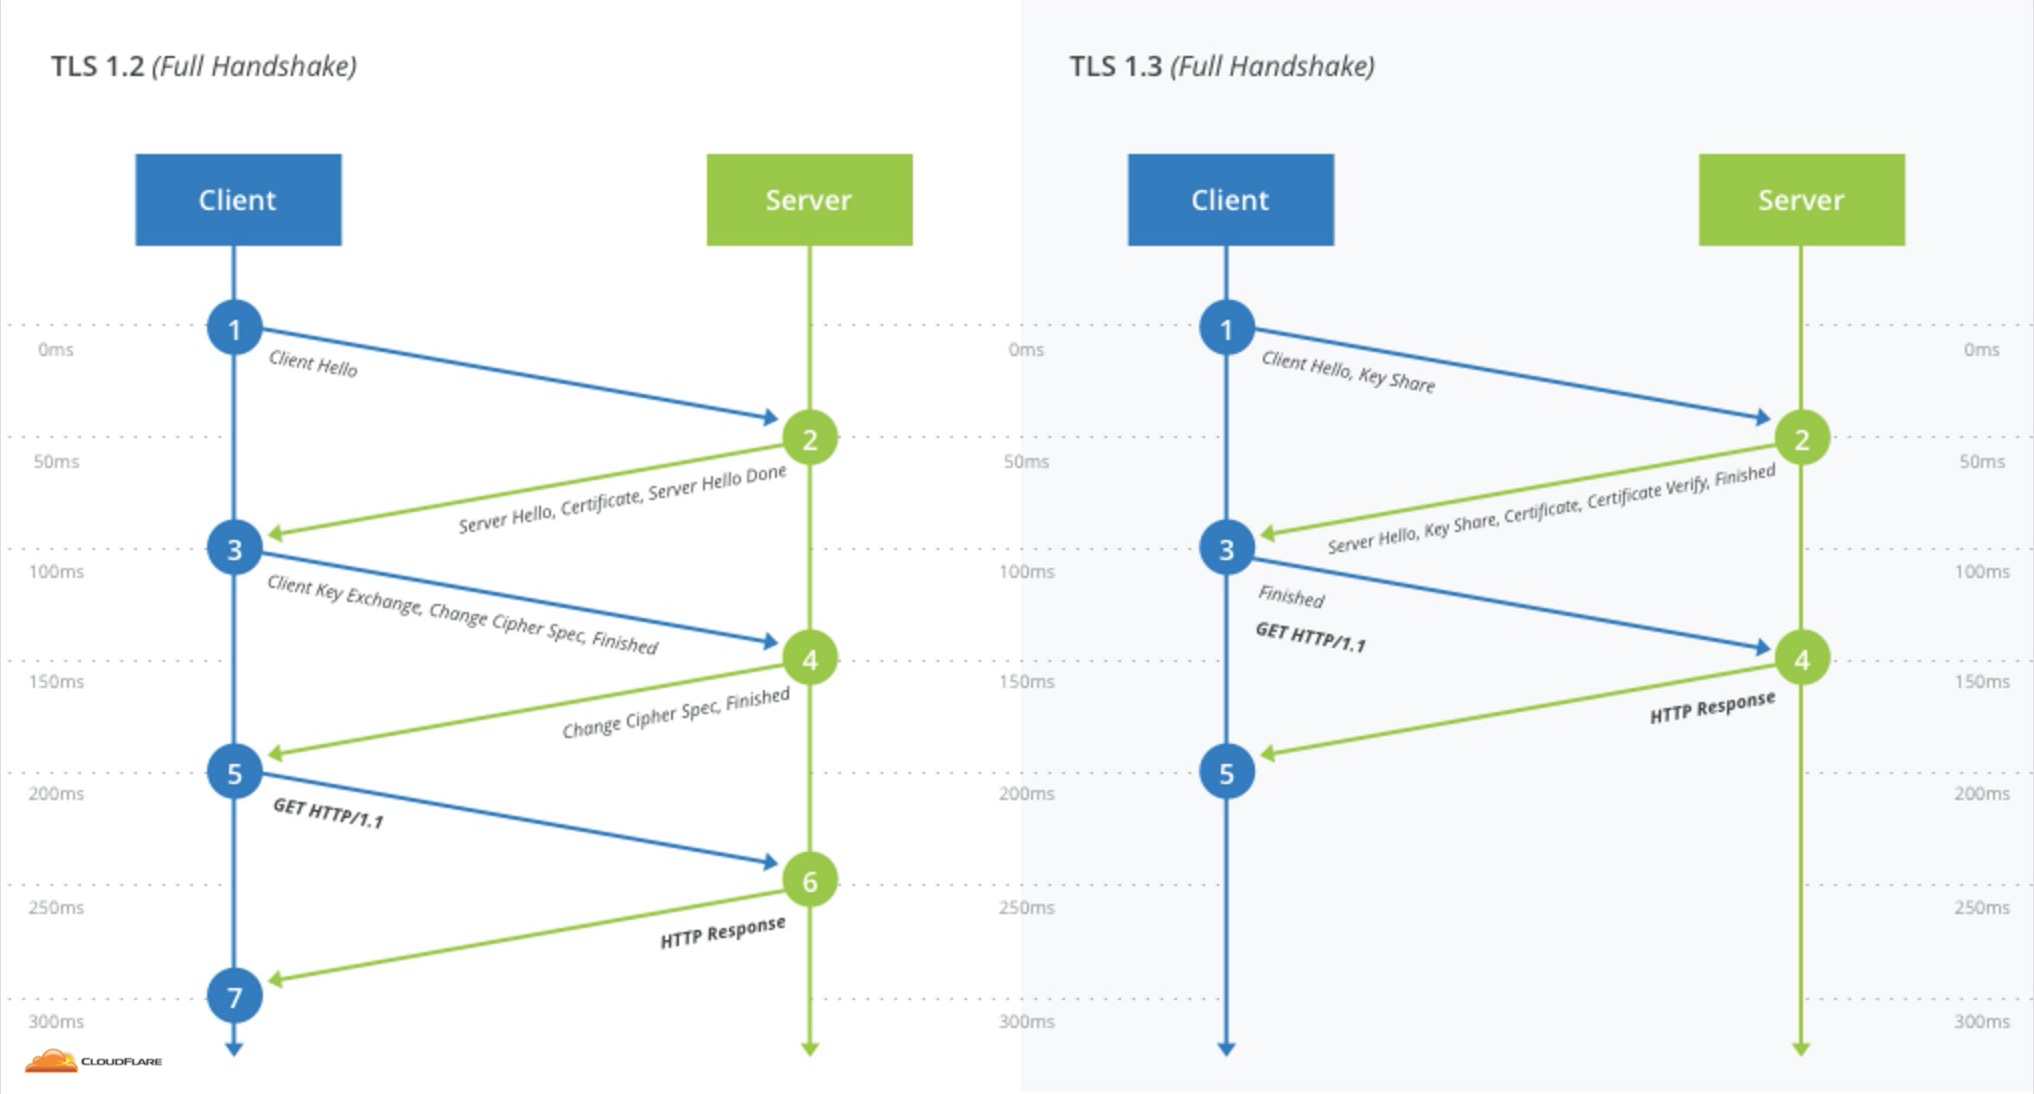 TLS 1.2 (Full Handshake)
Client
Server
0ms
50ms
100ms
150ms
200ms
250ms
300ms
1
Client Hello
2
Server Hello, Certificate, Server Hello Done
3
Client Key Exchange, Change Cipher Spec, Finished
4
Change Cipher Spec, Finished
5
GET HTTP/1.1
6
HTTP Response
7
CLOUDFLARE
TLS 1.3 (Full Handshake)
Client
Server
0ms
50ms
100ms
150ms
200ms
250ms
300ms
1
Client Hello, Key Share
2
Server Hello, Key Share, Certificate, Certificate Verify, Finished
3
Finished
GET HTTP/1.1
4
HTTP Response
5
0ms
50ms
100ms
150ms
200ms
250ms
300ms